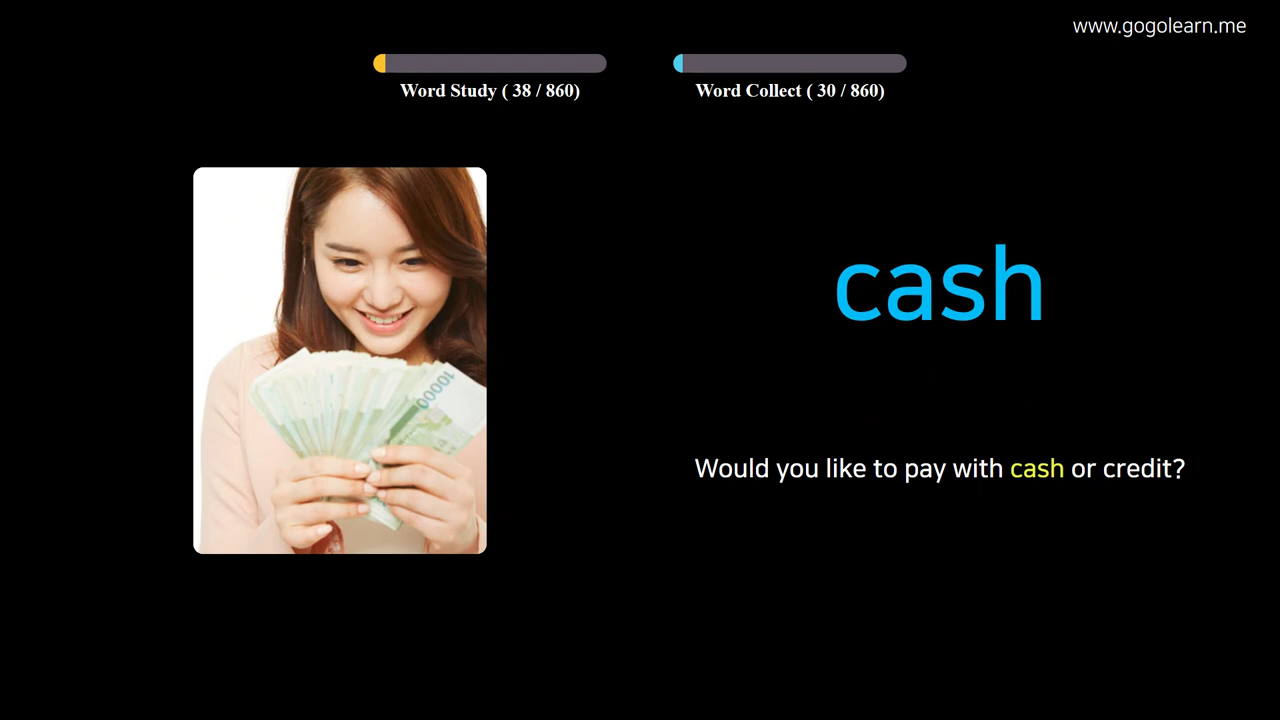 www.gogolearn.me
Word Study ( 38 / 860)
Word Collect ( 30 / 860)
cash
10000
Would you like to pay with cash or credit?